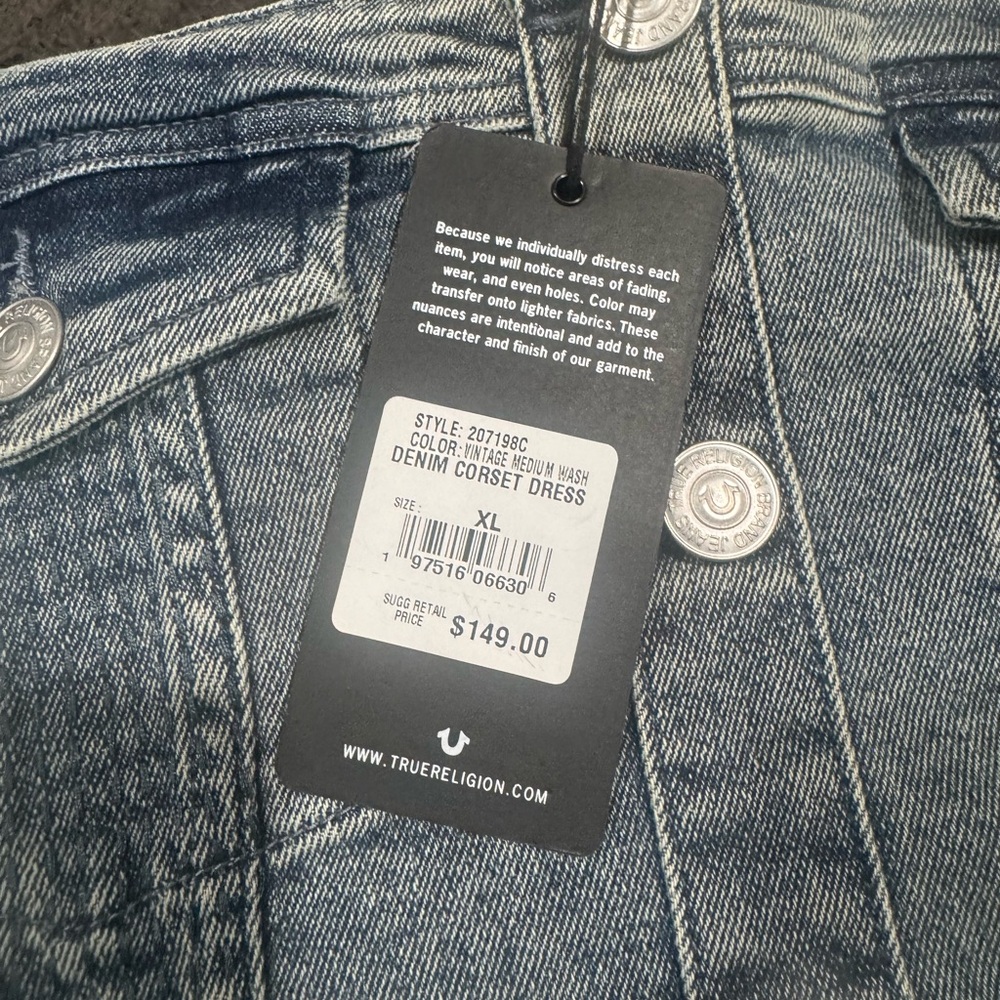 Because we individually distress each
item, you will notice areas of fading,
wear, and even holes. Color may
transfer onto lighter fabrics. These
nuances are intentional and add to the
character and finish of our garment.
STYLE: 207198C
COLOR: VINTAGE MEDIUM WASH
DENIM CORSET DRESS
SIZE: XL
1 97516 06630 6
SUGG RETAIL
PRICE $149.00
WWW.TRUERELIGION.COM
TRUE RELIGION BRAND JEANS
RELIGION
BRAND